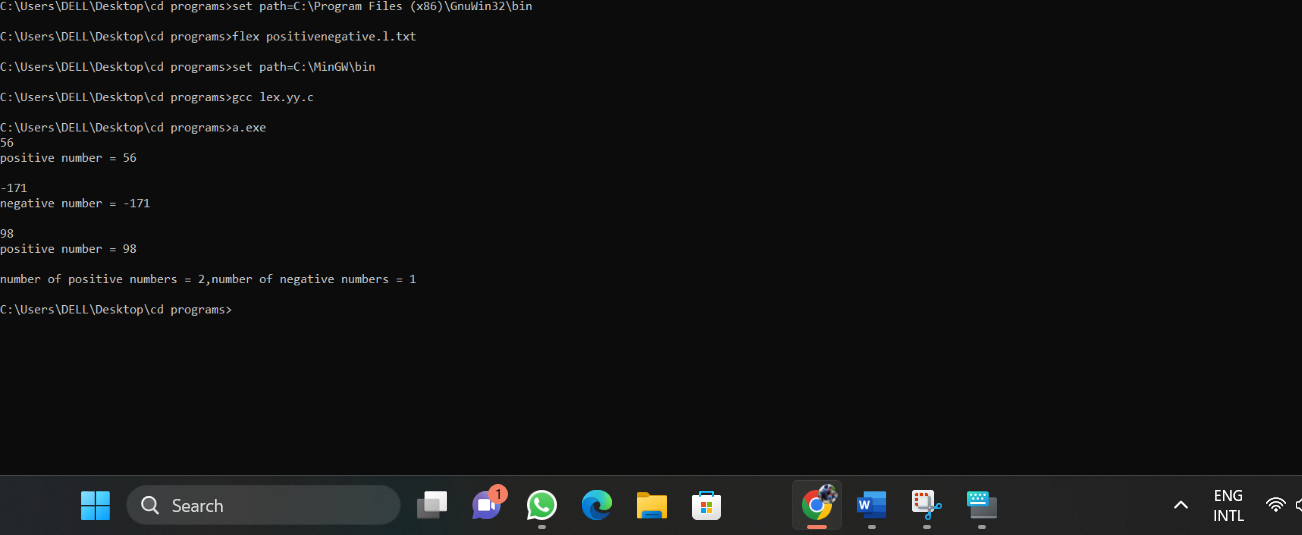 C:\Users\DELL\Desktop\cd programs>set path=C:\Program Files (x86)\GnuWin32\bin
C:\Users\DELL\Desktop\cd programs>flex positivenegative.l.txt
C:\Users\DELL\Desktop\cd programs>set path=C:\MinGW\bin
C:\Users\DELL\Desktop\cd programs>gcc lex.yy.c
C:\Users\DELL\Desktop\cd programs>a.exe
56
positive number = 56
-171
negative number = -171
98
positive number = 98
number of positive numbers = 2,number of negative numbers = 1
C:\Users\DELL\Desktop\cd programs>
Search
1
W
ENG
INTL